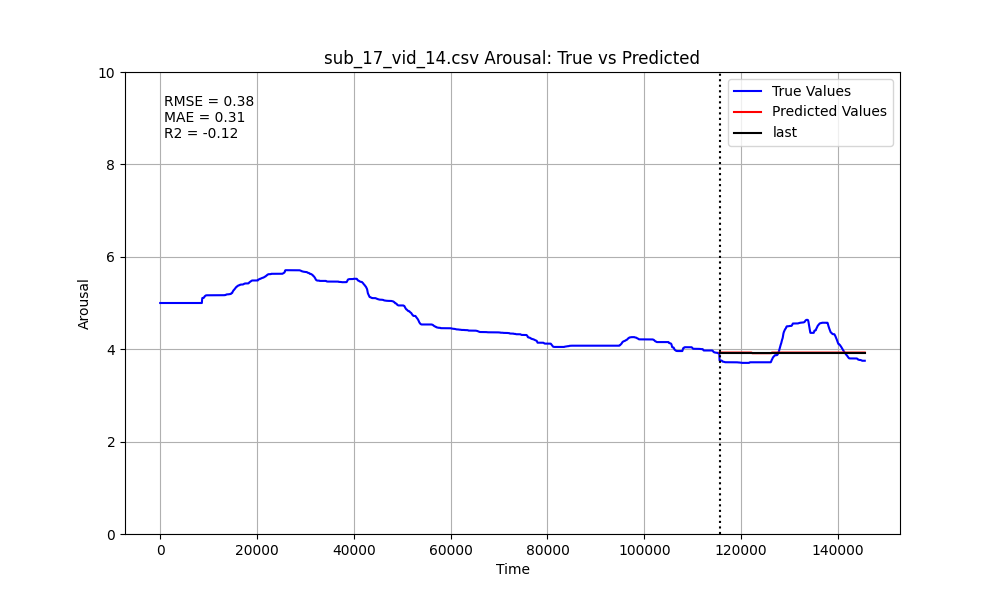 sub_17_vid_14.csv Arousal: True vs Predicted
RMSE = 0.38
MAE = 0.31
R2 = -0.12
True Values
Predicted Values
last
Arousal
10
8
6
4
2
0
0
20000
40000
60000
80000
100000
120000
140000
Time